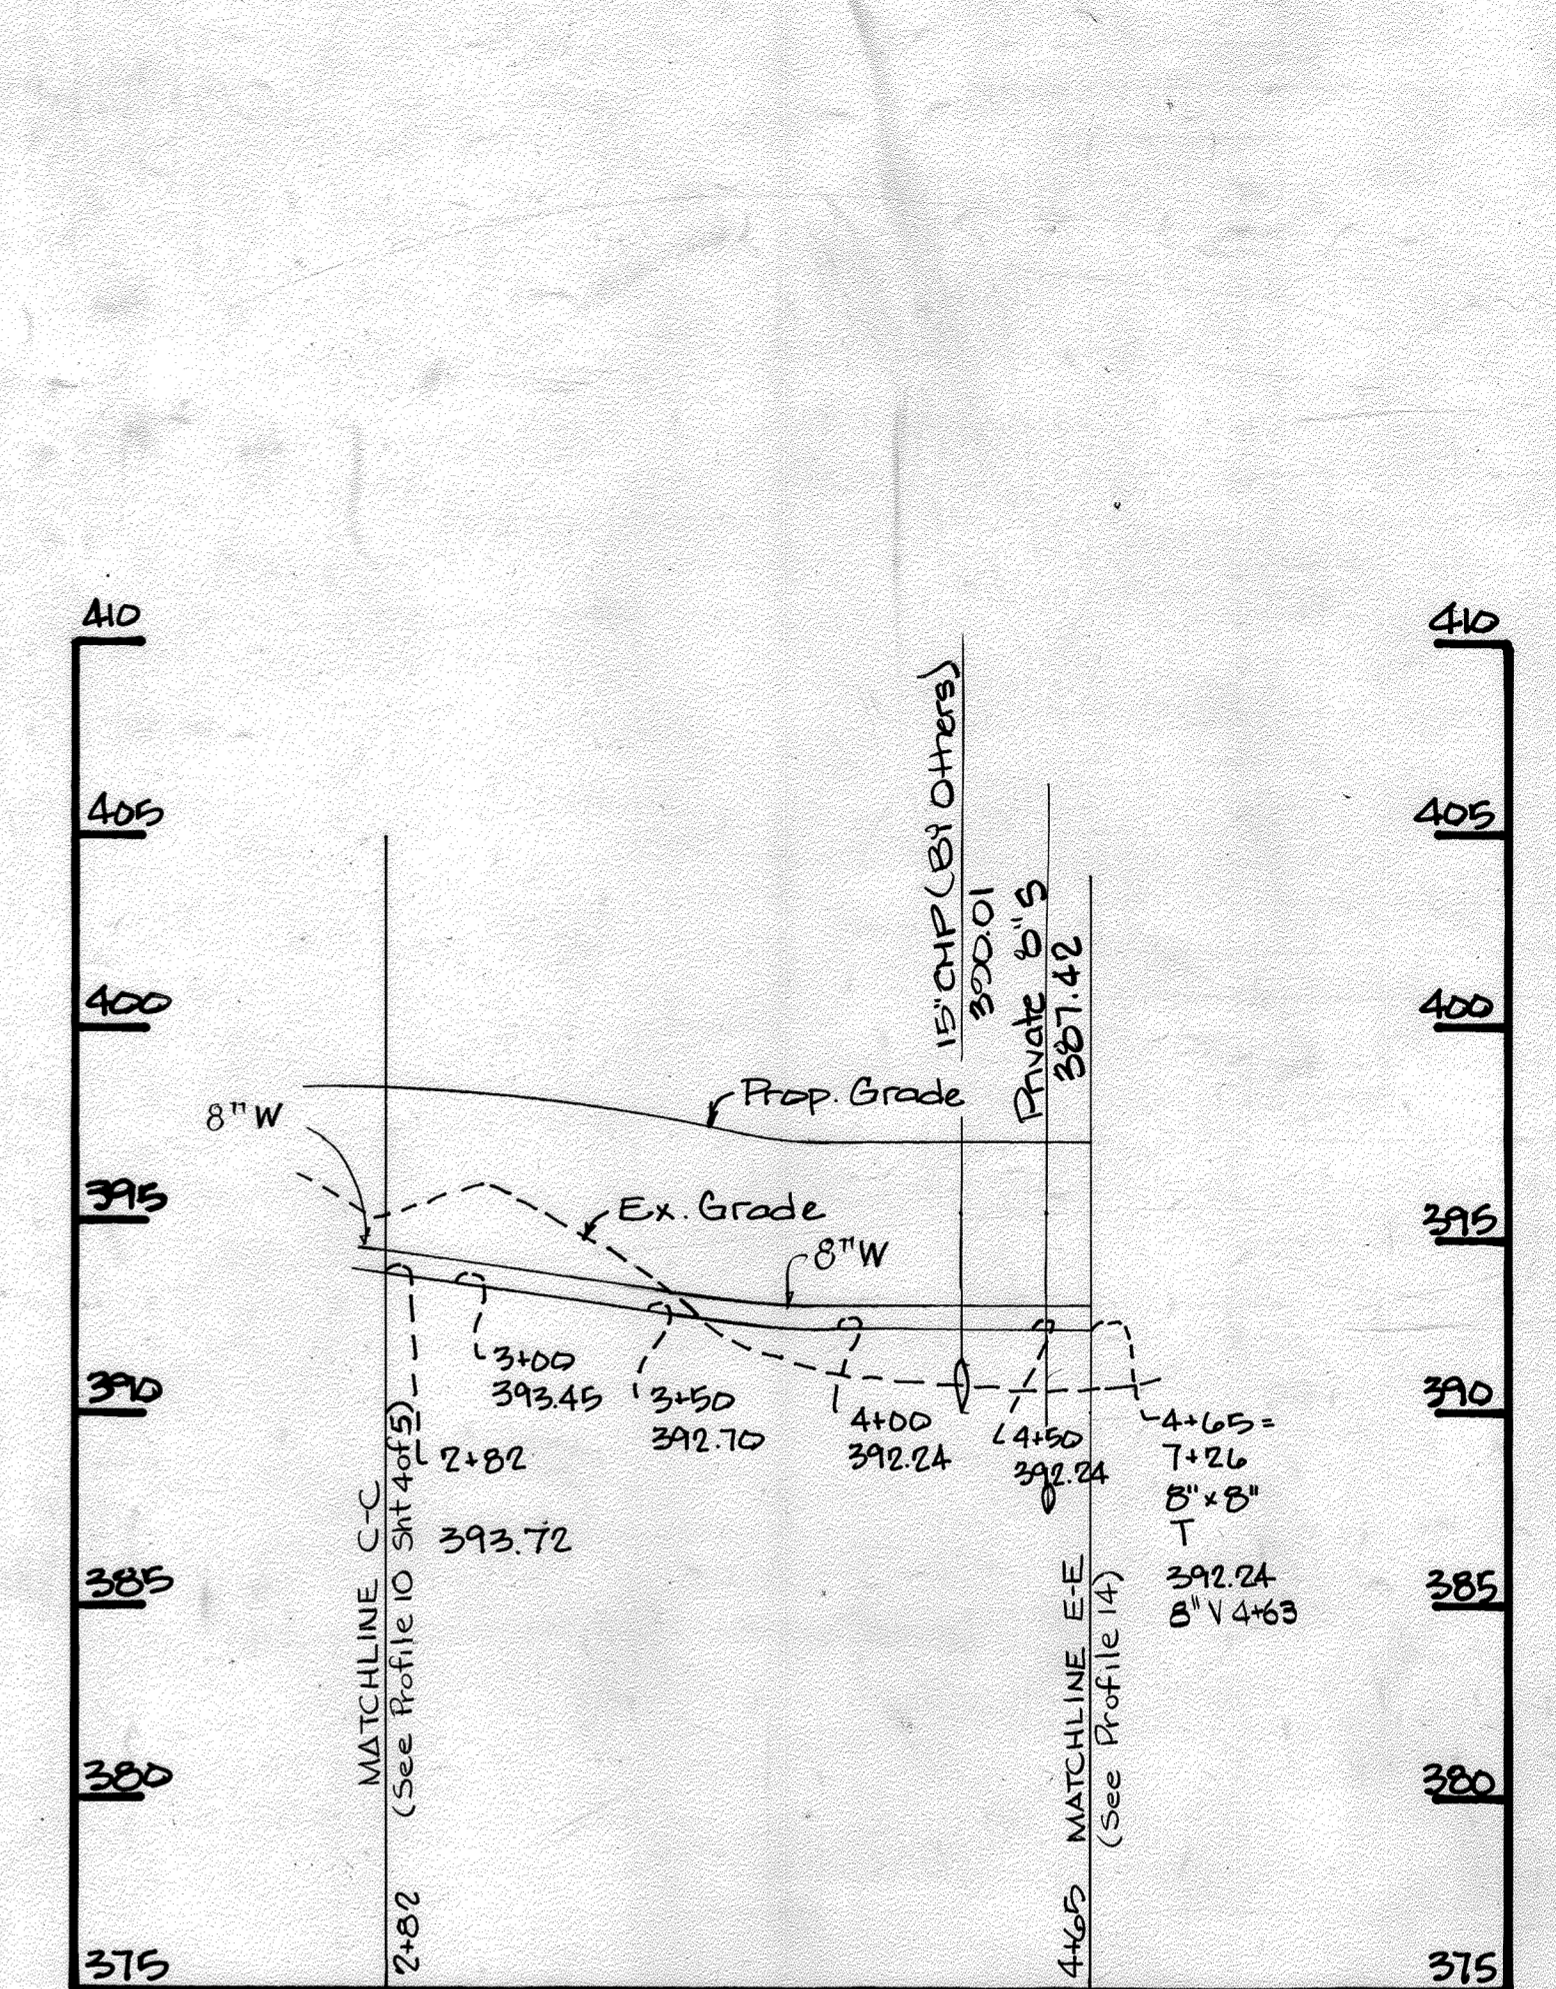 410
405
400
395
390
385
380
375
410
405
400
395
390
385
380
375
15" CMP (BY Others)
390.01
Private 8" S
387.42
Prop. Grade
8" W
Ex. Grade
8" W
3+00
393.45
3+50
392.70
4+00
392.24
4+50
392.24
2+82
393.72
4+65 =
7+26
8" x 8"
T
392.24
8" V 4+63
MATCHLINE C-C
(See Profile 10 Sht 4 of 5)
2+82
MATCHLINE E-E
(See Profile 14)
4+65